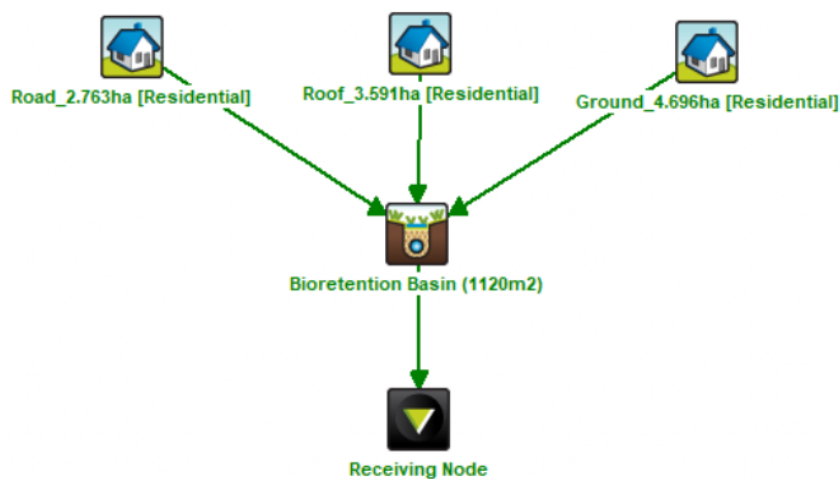 Road_2.763ha [Residential]
Roof_3.591ha [Residential]
Ground_4.696ha [Residential]
Bioretention Basin (1120m2)
Receiving Node